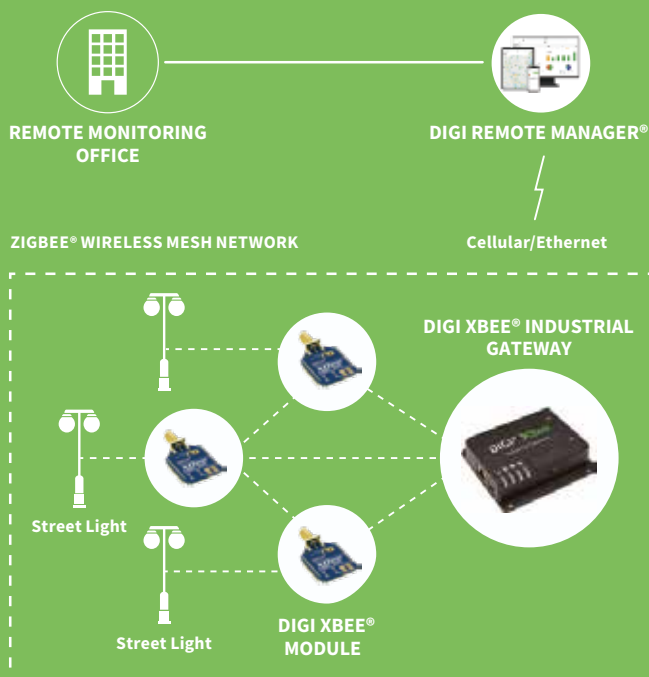 REMOTE MONITORING
OFFICE
DIGI REMOTE MANAGER®
ZIGBEE® WIRELESS MESH NETWORK
Cellular/Ethernet
DIGI XBEE® INDUSTRIAL
GATEWAY
DIGI
Street Light
Street Light
DIGI XBEE®
MODULE